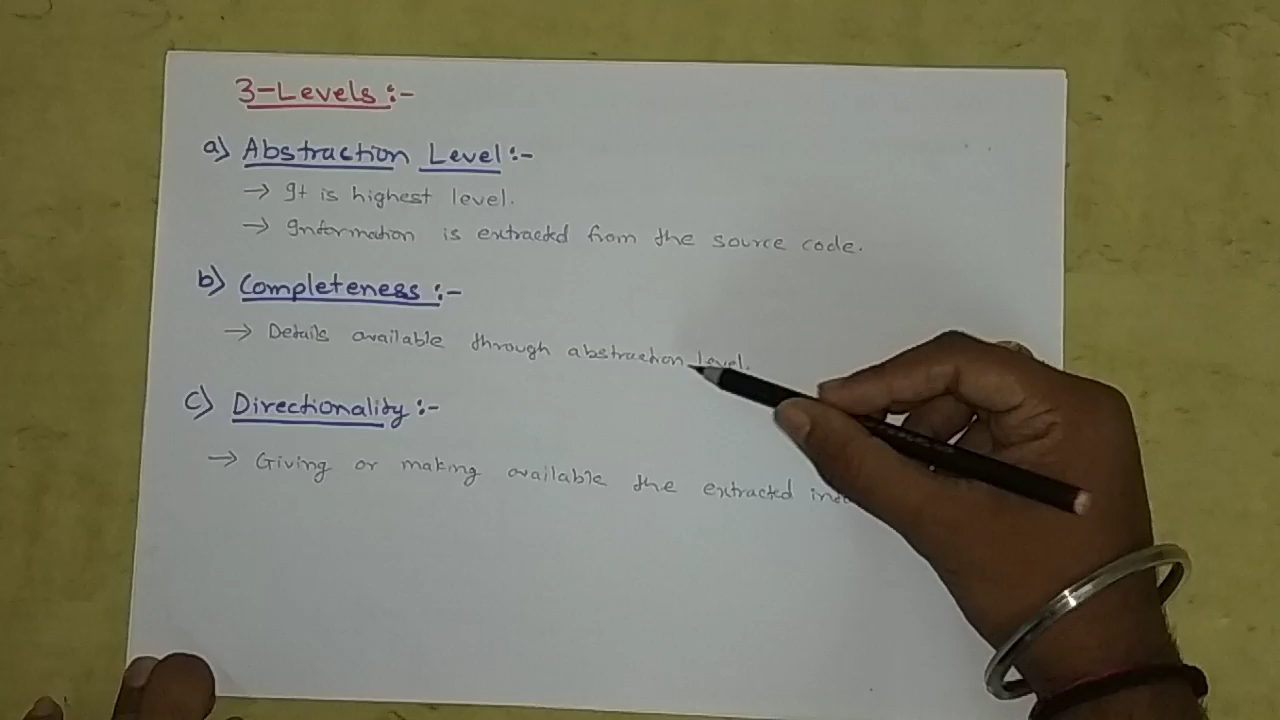 3-Levels:-
a) Abstraction Level:-
→ It is highest level.
→ Information is extracted from the source code.
b) Completeness:-
→ Details available through abstraction level.
c) Directionality:-
→ Giving or making available the extracted